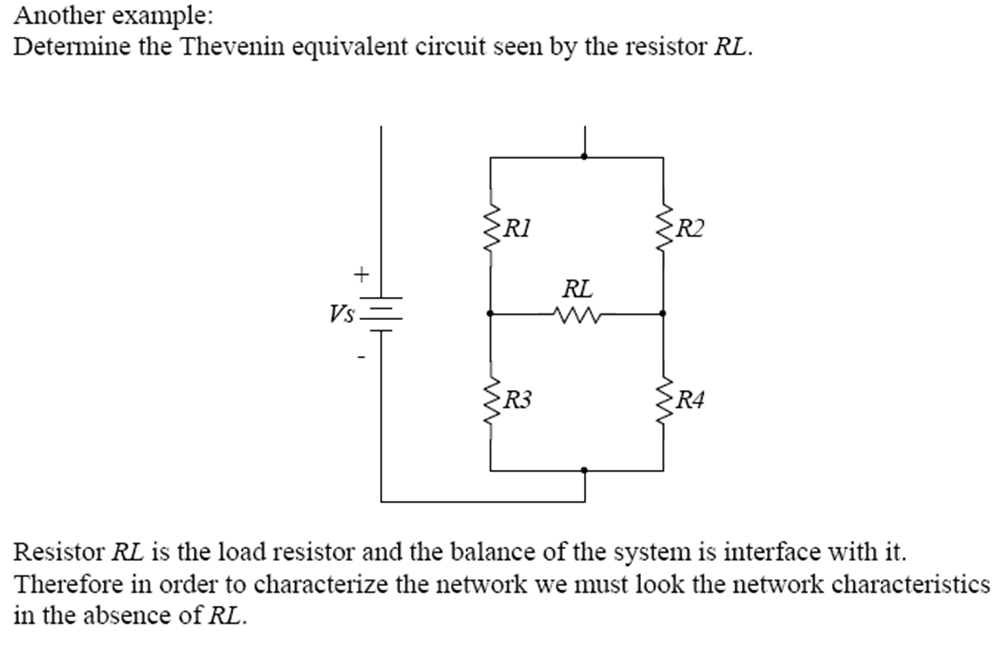 Another example:
Determine the Thevenin equivalent circuit seen by the resistor RL.
R1
R2
+
RL
Vs
-
R3
R4
Resistor RL is the load resistor and the balance of the system is interface with it.
Therefore in order to characterize the network we must look the network characteristics
in the absence of RL.